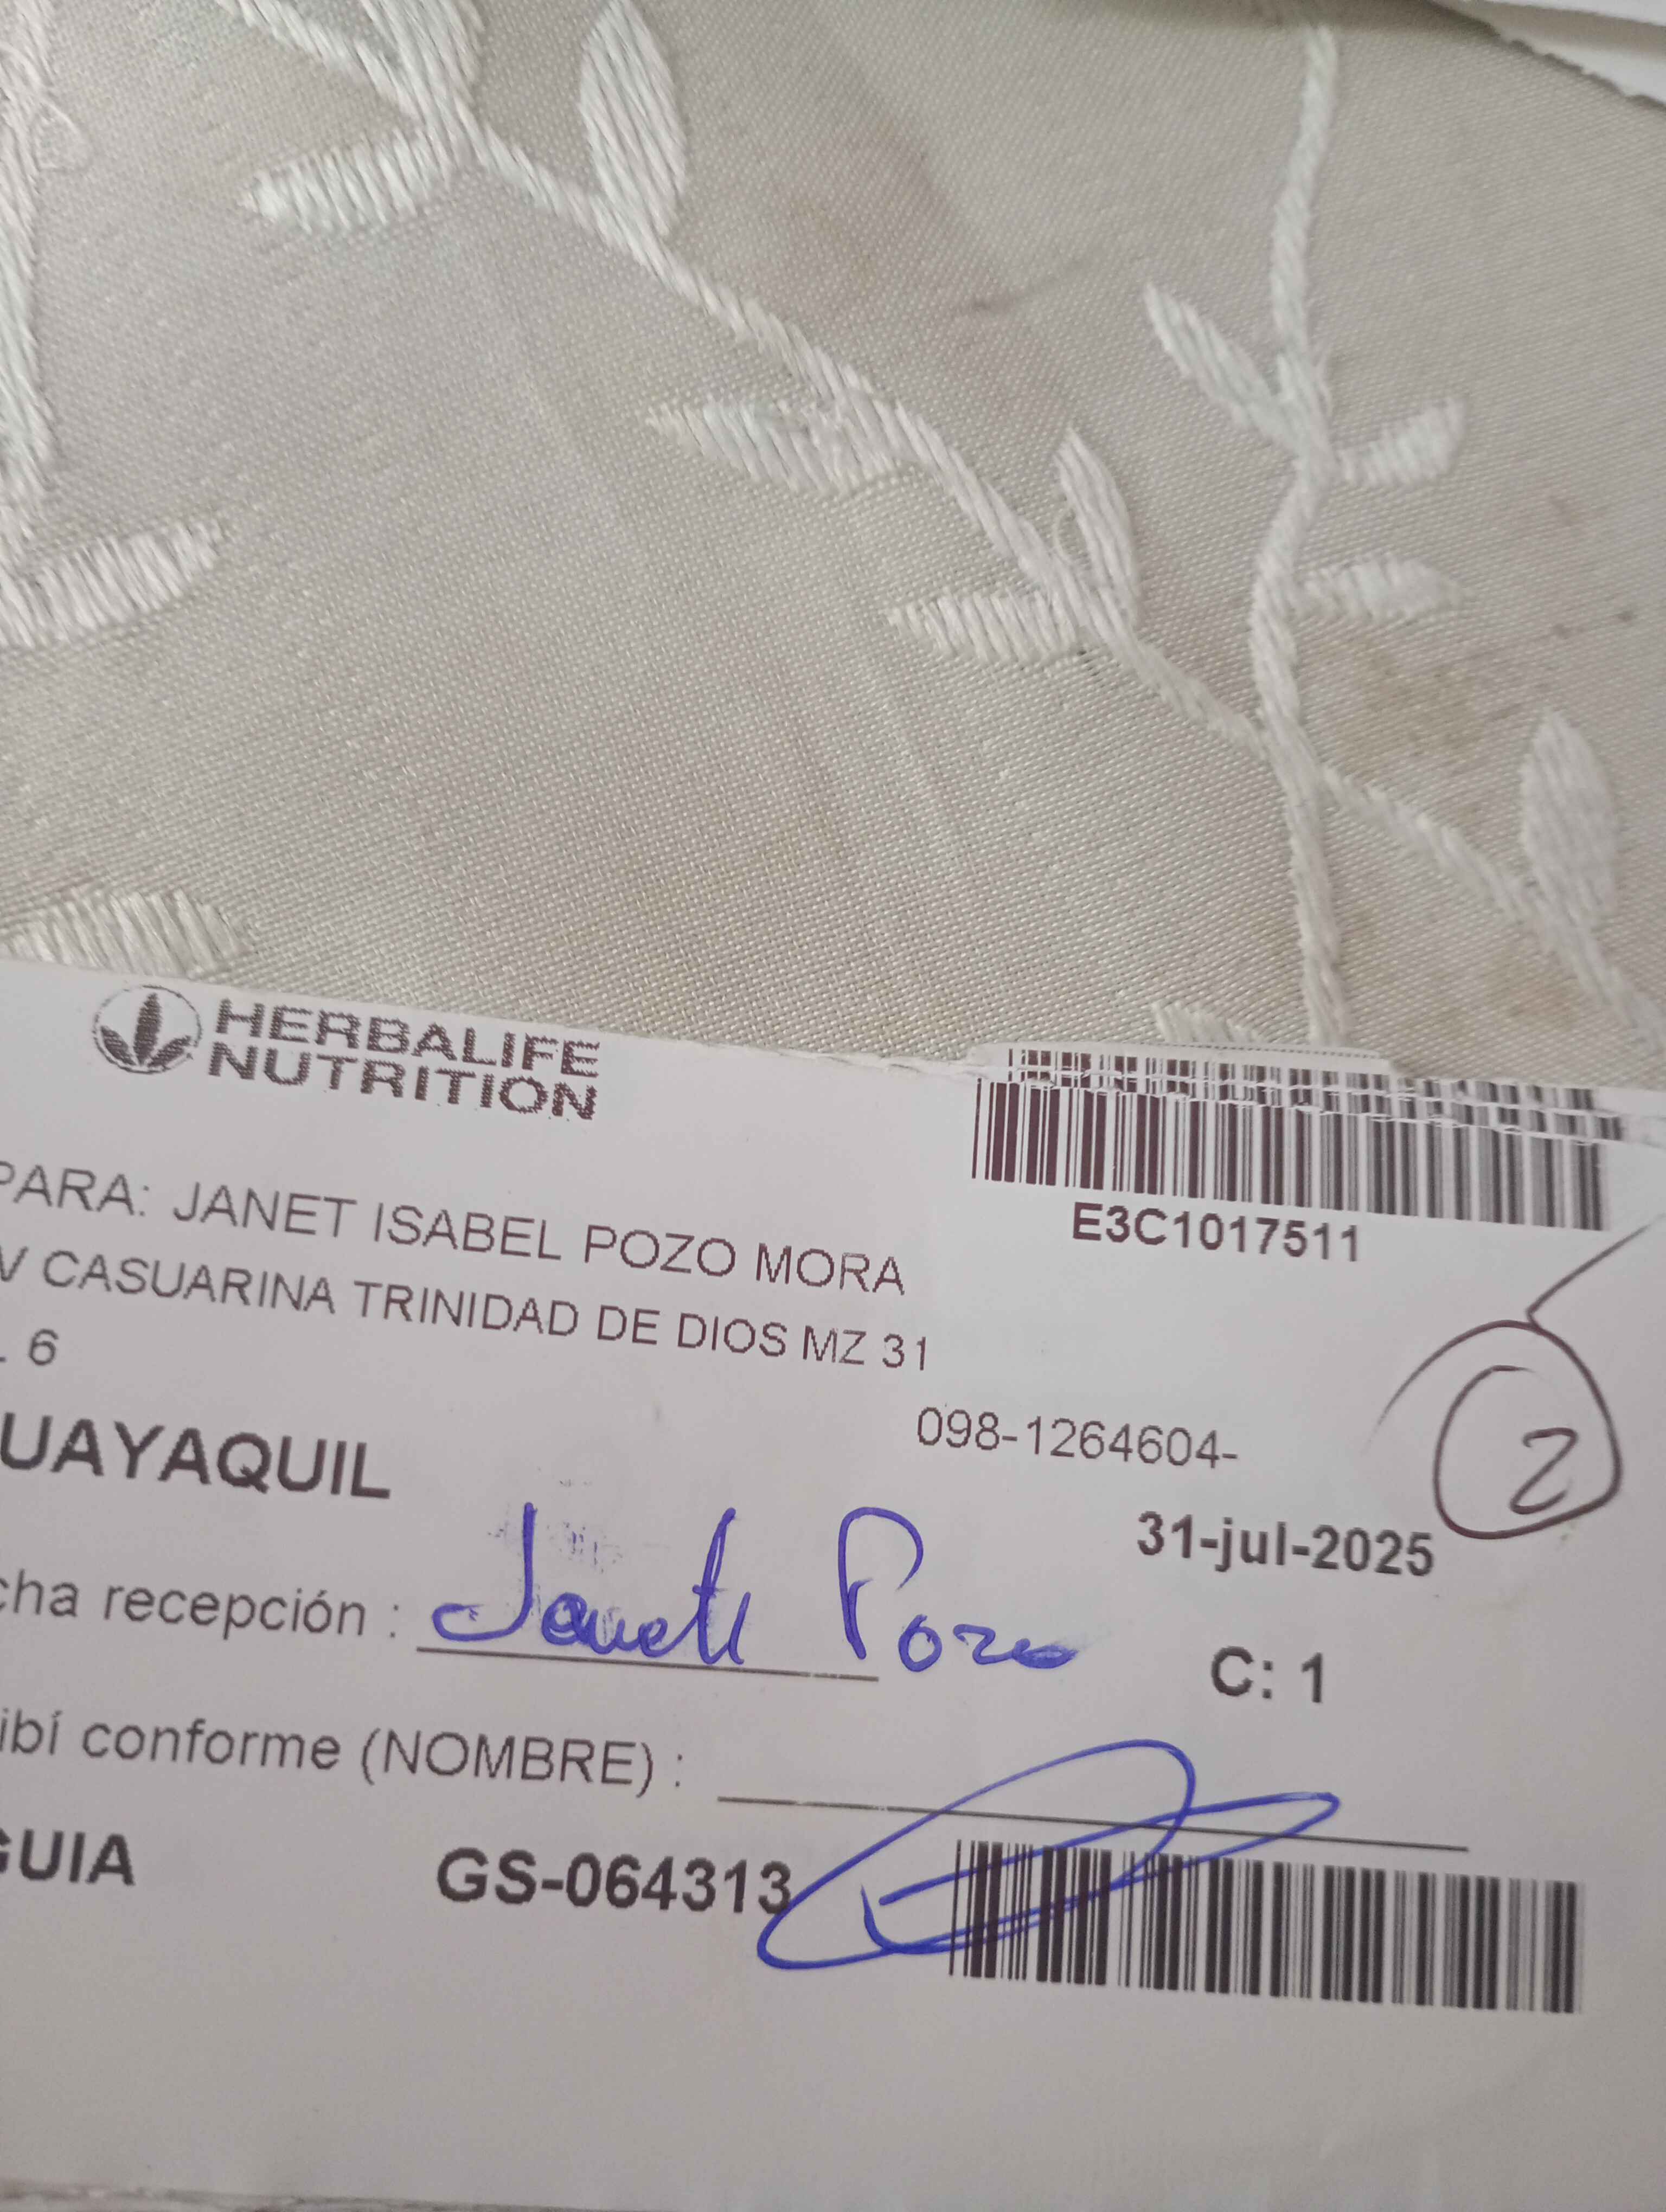 HERBALIFE
NUTRITION
E3C1017511
PARA: JANET ISABEL POZO MORA
V CASUARINA TRINIDAD DE DIOS MZ 31
. 6
098-1264604-
2
UAYAQUIL
31-jul-2025
cha recepción : Janeth Pozo
C: 1
ibí conforme (NOMBRE) :
GUIA GS-064313